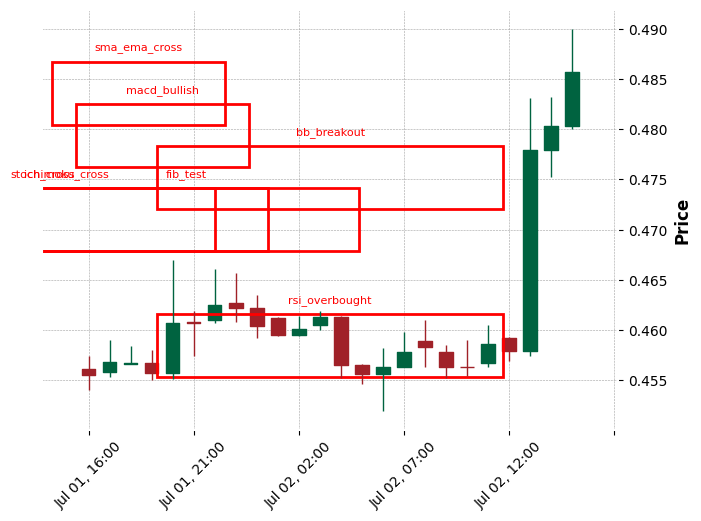 sma_ema_cross
macd_bullish
bb_breakout
fib_test
rsi_overbought
0.490
0.485
0.480
0.475
0.470
0.465
0.460
0.455
Price
Jul 01, 16:00
Jul 01, 21:00
Jul 02, 02:00
Jul 02, 07:00
Jul 02, 12:00